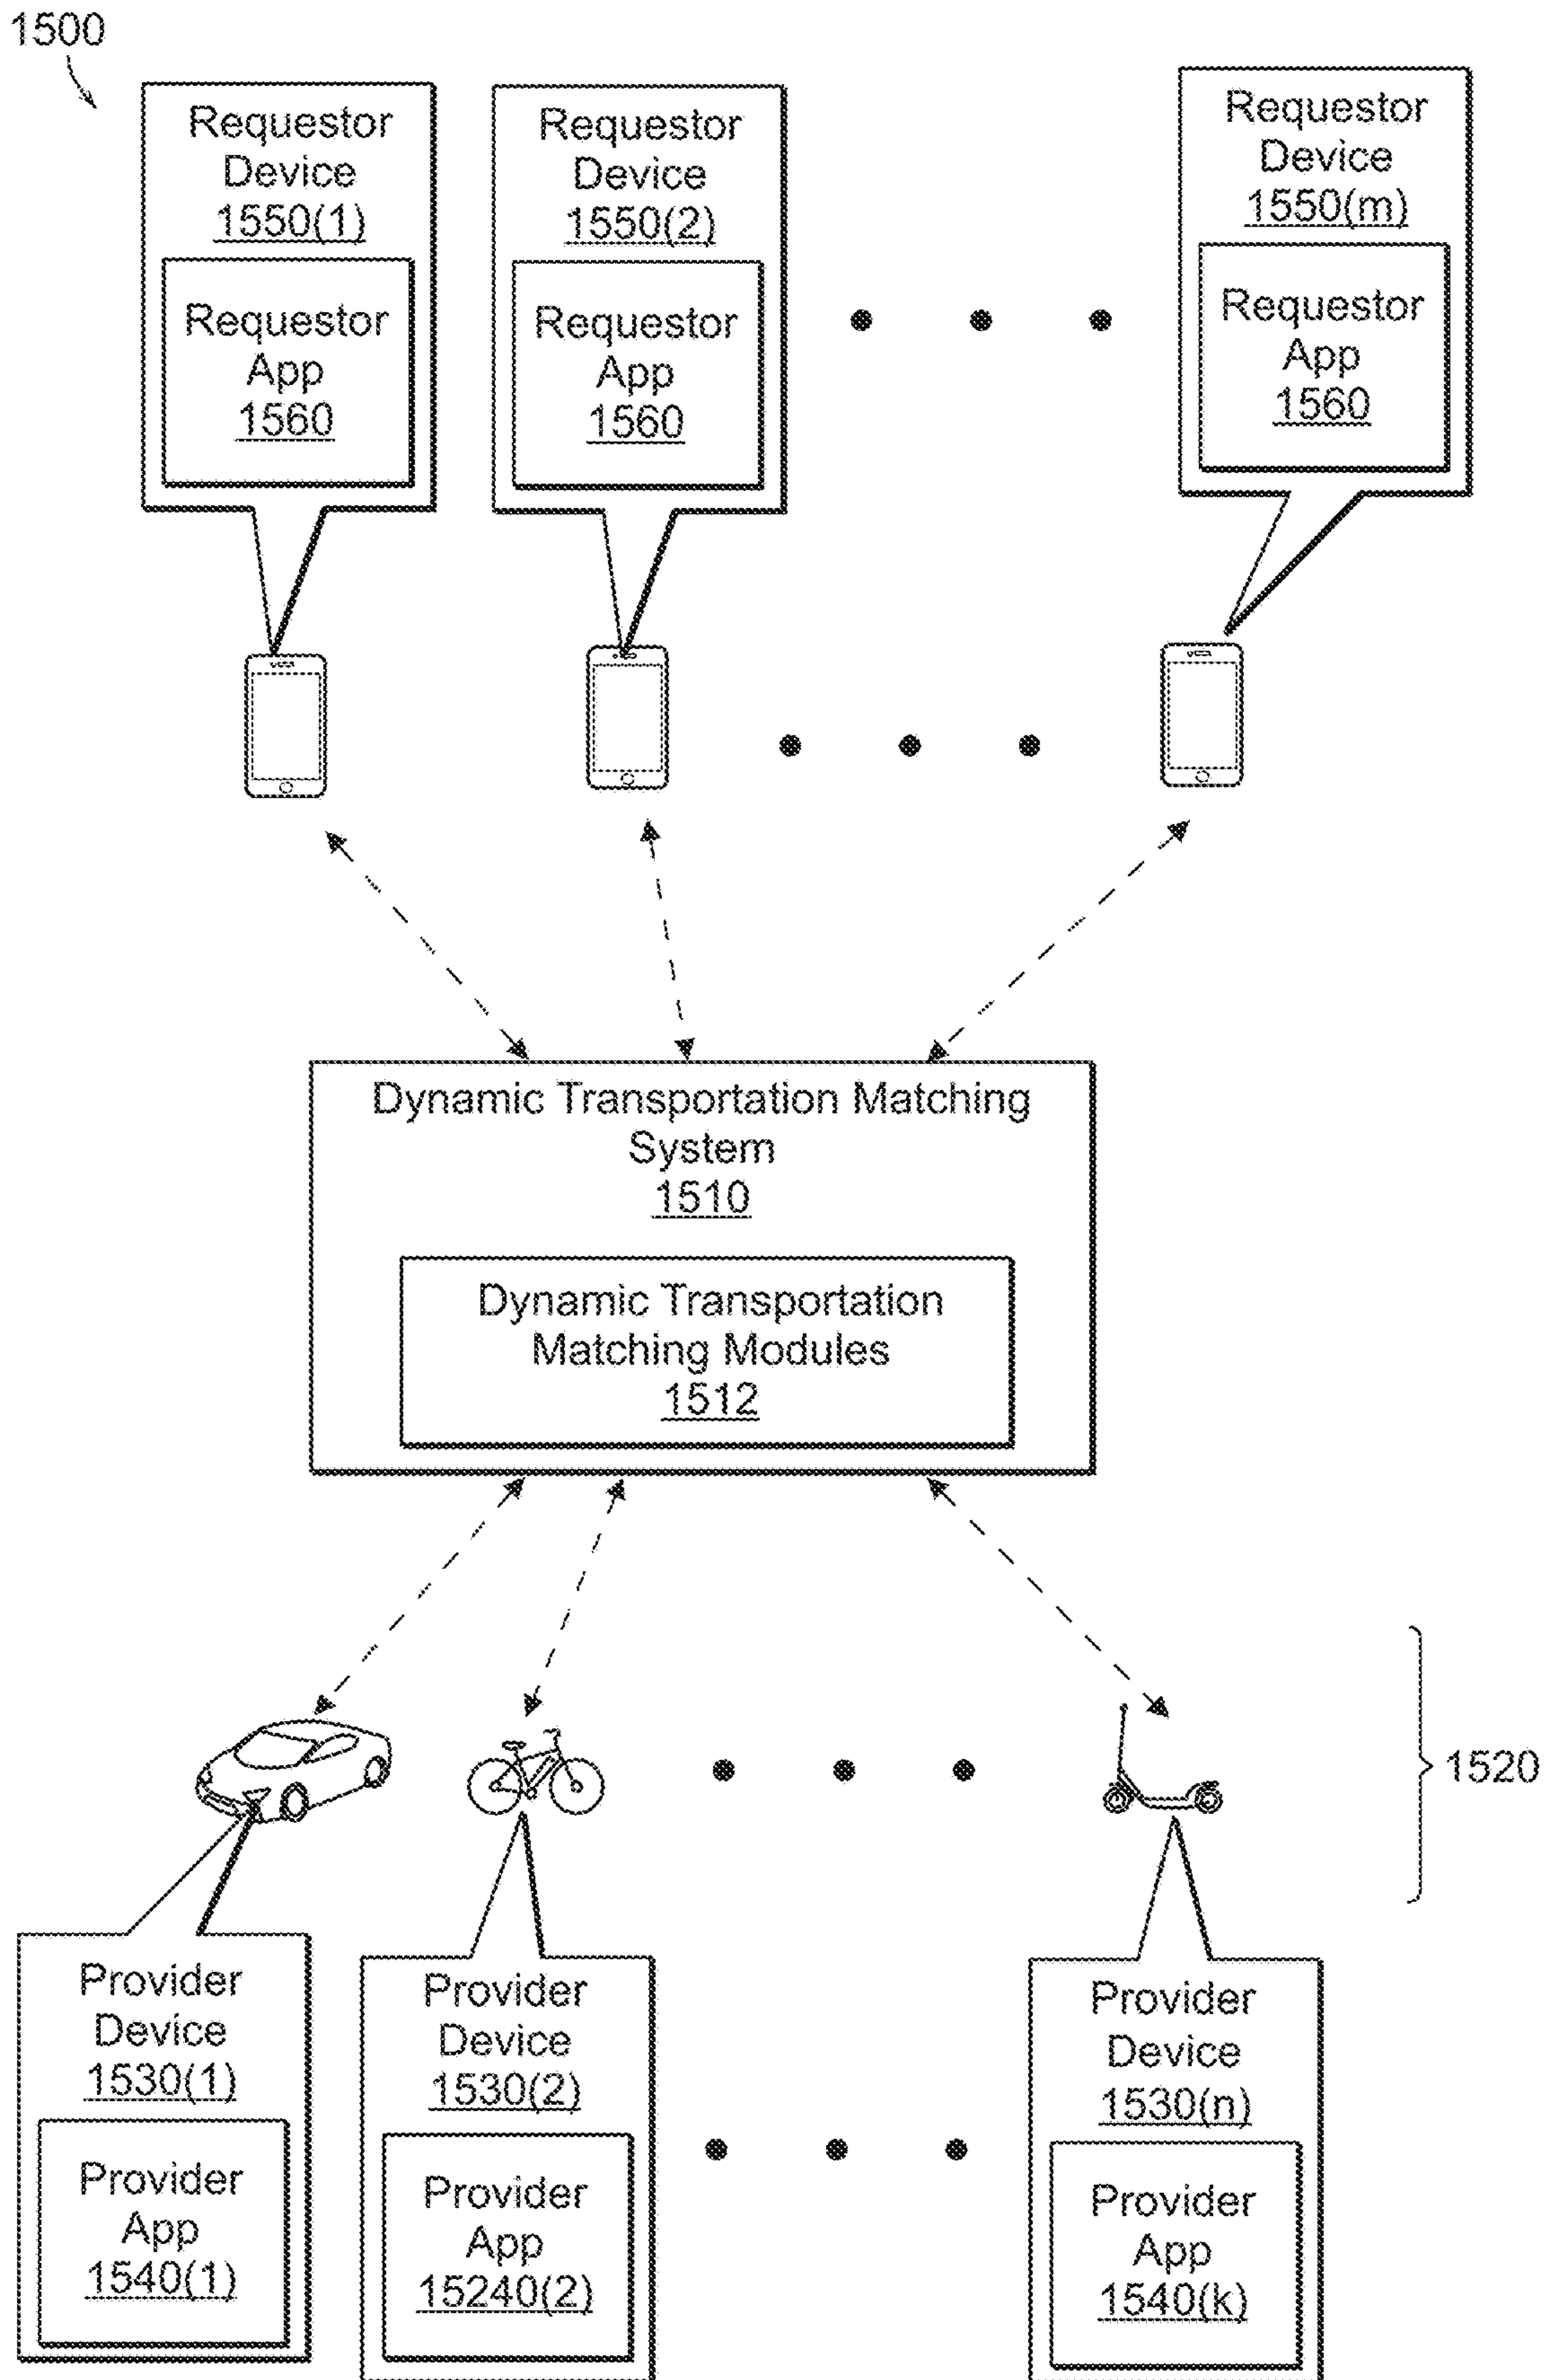 1500
Requestor
Device
1550(1)
Requestor
App
1560
Requestor
Device
1550(2)
Requestor
App
1560
Requestor
Device
1550(m)
Requestor
App
1560
Dynamic Transportation Matching
System
1510
Dynamic Transportation
Matching Modules
1512
1520
Provider
Device
1530(1)
Provider
App
1540(1)
Provider
Device
1530(2)
Provider
App
15240(2)
Provider
Device
1530(n)
Provider
App
1540(k)